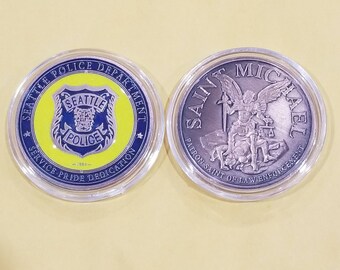 SEATTLE POLICE DEPARTMENT
SEATTLE
POLICE
SERVICE·PRIDE·DEDICATION
SAINT MICHAEL
PATRON SAINT OF LAW ENFORCEMENT